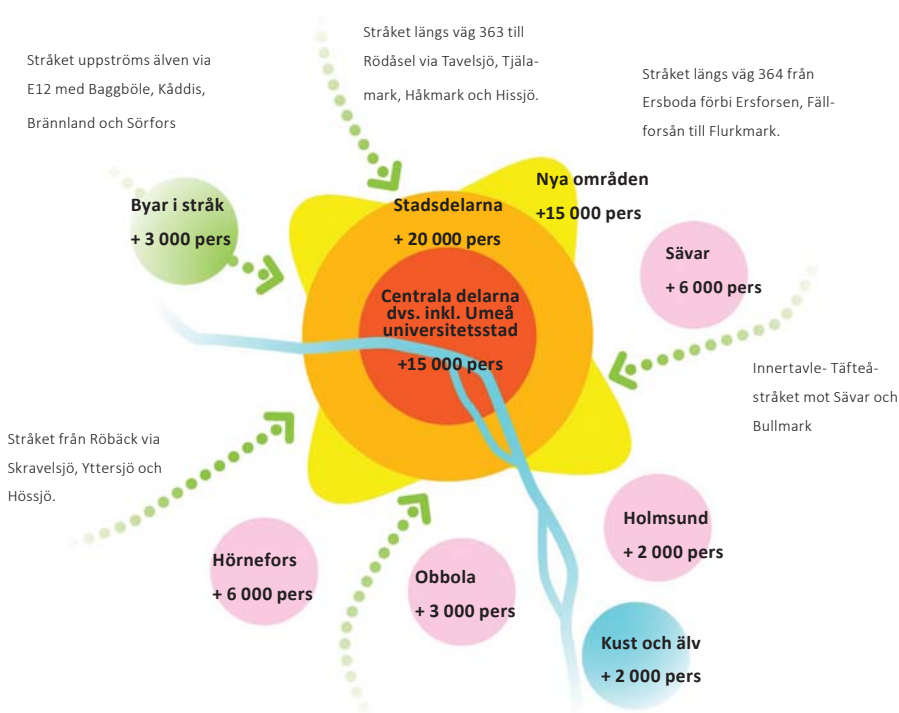 Stråket längs väg 363 till
Rödåsel via Tavelsjö, Tjäla-
mark, Håkmark och Hissjö.
Stråket uppströms älven via
E12 med Baggböle, Kåddis,
Brännland och Sörfors
Stråket längs väg 364 från
Ersboda förbi Ersforsen, Fäll-
forsån till Flurkmark.
Byar i stråk
+ 3 000 pers
Stadsdelarna
+ 20 000 pers
Nya områden
+15 000 pers
Sävar
+ 6 000 pers
Centrala delarna
dvs. inkl. Umeå
universitetsstad
+15 000 pers
Innertavle- Täfteå-
stråket mot Sävar och
Bullmark
Stråket från Röbäck via
Skravelsjö, Yttersjö och
Hössjö.
Hörnefors
+ 6 000 pers
Obbola
+ 3 000 pers
Holmsund
+ 2 000 pers
Kust och älv
+ 2 000 pers